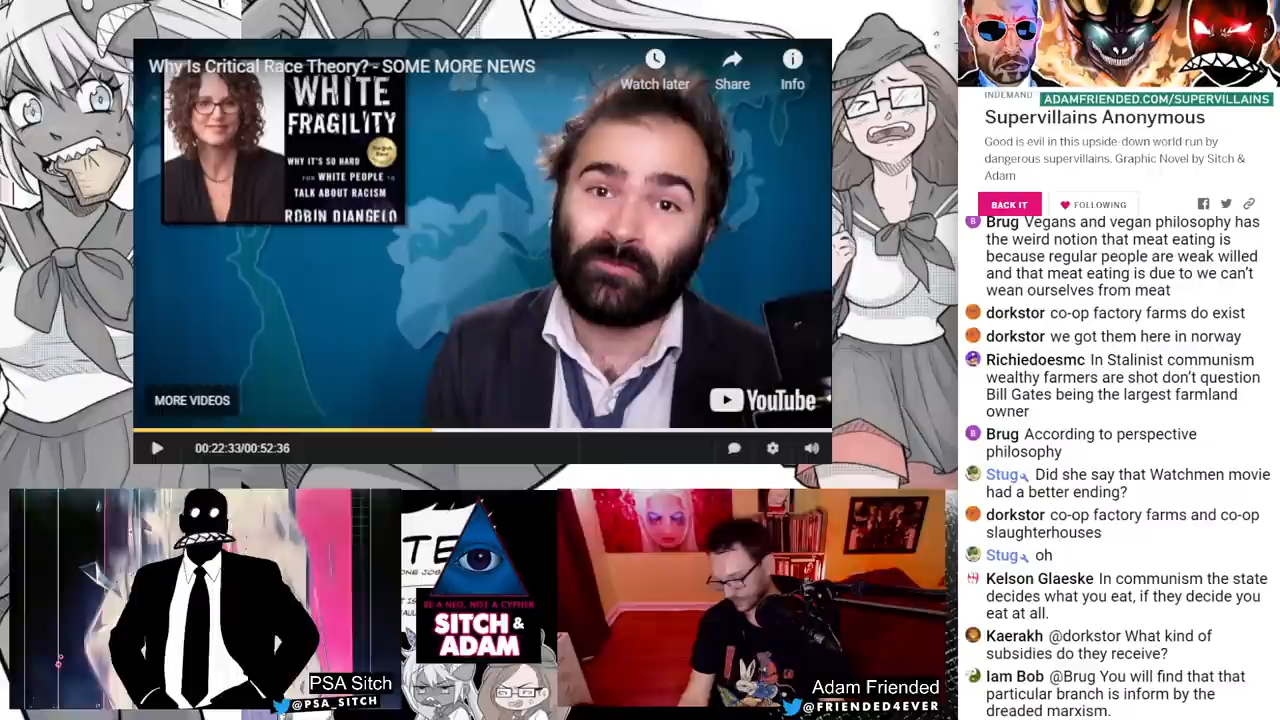 Why Is Critical Race Theory? - SOME MORE NEWS
Watch later
Share
Info
WHITE
FRAGILITY
WHY IT'S SO HARD
FOR WHITE PEOPLE TO
TALK ABOUT RACISM
ROBIN DIANGELO
MORE VIDEOS
YouTube
00:22:33/00:52:36
BE A NEO, NOT A CYPHER
SITCH &
ADAM
PSA Sitch
@PSA_SITCH
Adam Friended
@FRIENDED4EVER
INDEMAND
ADAMFRIENDED.COM/SUPERVILLAINS
Supervillains Anonymous
Good is evil in this upside-down world run by
dangerous supervillains. Graphic Novel by Sitch &
Adam
BACK IT
FOLLOWING
Brug Vegans and vegan philosophy has
the weird notion that meat eating is
because regular people are weak willed
and that meat eating is due to we can't
wean ourselves from meat
dorkstor co-op factory farms do exist
dorkstor we got them here in norway
Richiedoesmc In Stalinist communism
wealthy farmers are shot don't question
Bill Gates being the largest farmland
owner
Brug According to perspective
philosophy
Stug Did she say that Watchmen movie
had a better ending?
dorkstor co-op factory farms and co-op
slaughterhouses
Stug oh
Kelson Glaeske In communism the state
decides what you eat, if they decide you
eat at all.
Kaerakh @dorkstor What kind of
subsidies do they receive?
Iam Bob @Brug You will find that that
particular branch is inform by the
dreaded marxism.